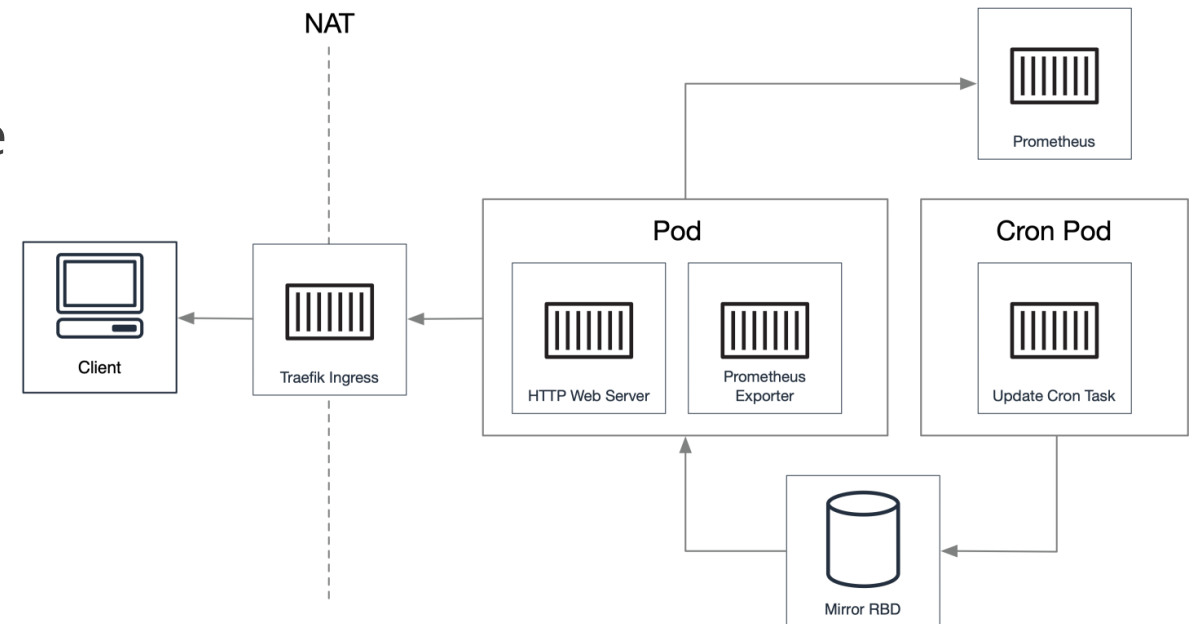 NAT
e
Prometheus
Pod
Cron Pod
Client
Traefik Ingress
HTTP Web Server
Prometheus
Exporter
Update Cron Task
Mirror RBD